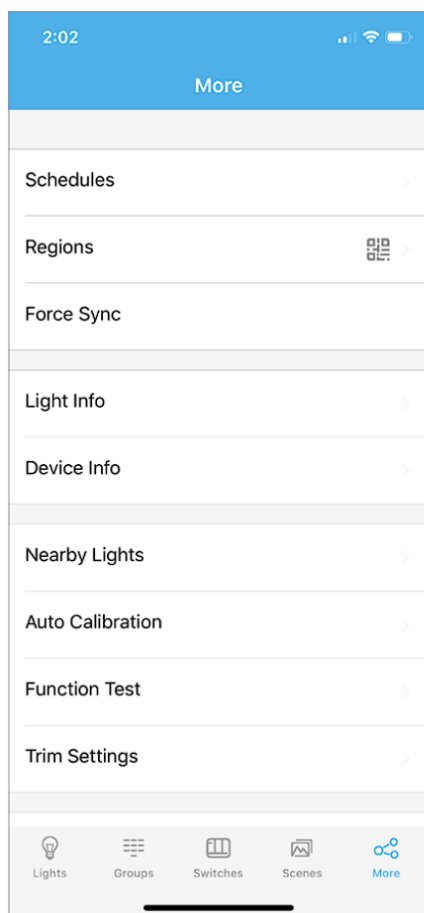 2:02
More
Schedules
Regions
Force Sync
Light Info
Device Info
Nearby Lights
Auto Calibration
Function Test
Trim Settings
Lights Groups Switches Scenes More